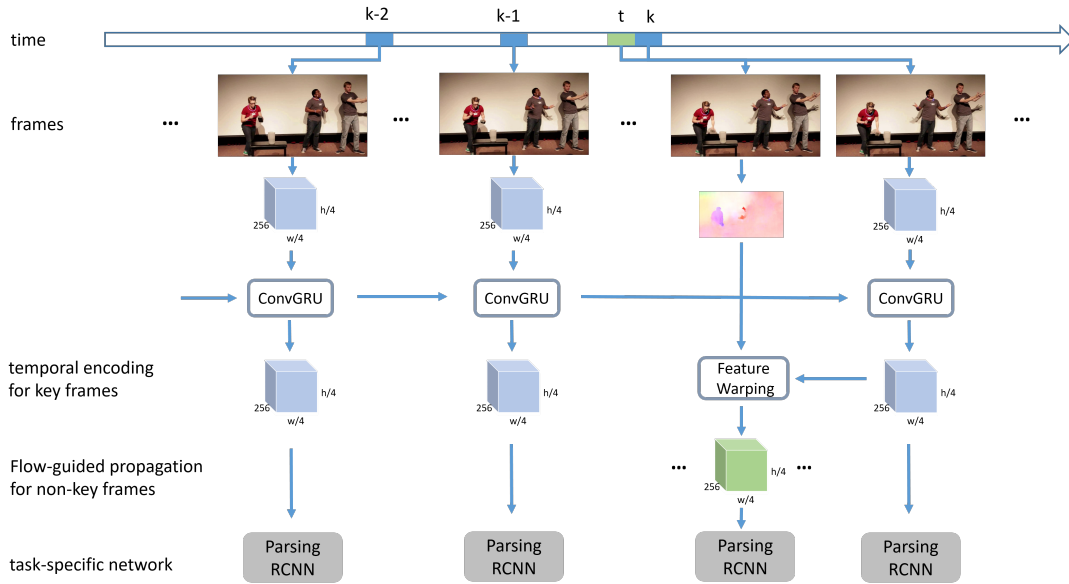 k-2
k-1
t
k
time
frames
...
...
...
...
256
w/4
h/4
256
w/4
h/4
256
w/4
h/4
ConvGRU
ConvGRU
ConvGRU
temporal encoding
for key frames
256
w/4
h/4
256
w/4
h/4
Feature
Warping
256
w/4
h/4
Flow-guided propagation
for non-key frames
...
256
w/4
h/4
...
task-specific network
Parsing
RCNN
Parsing
RCNN
Parsing
RCNN
Parsing
RCNN